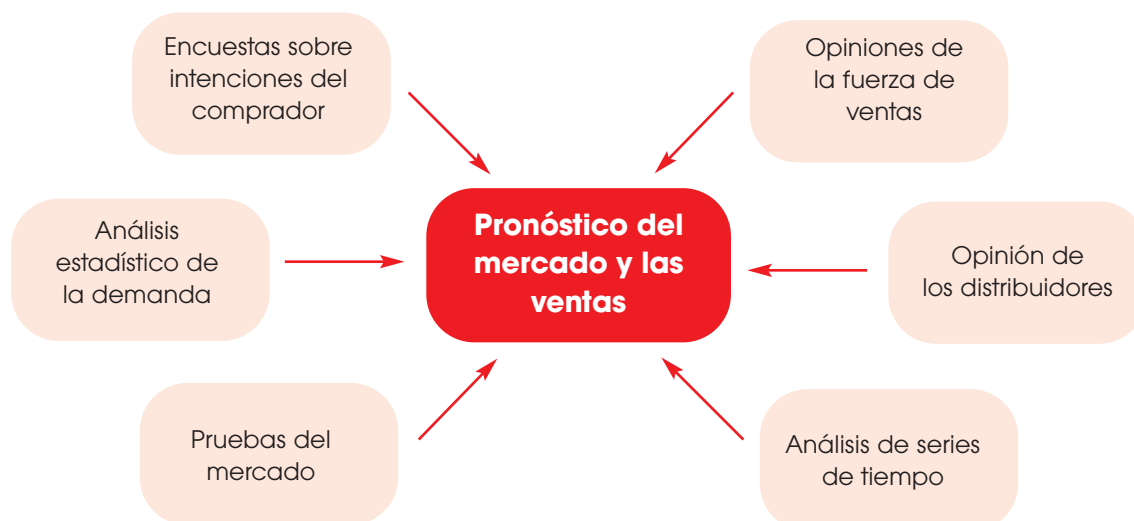 Encuestas sobre
intenciones del
comprador
Opiniones de
la fuerza de
ventas
Análisis
estadístico de
la demanda
Pronóstico del
mercado y las
ventas
Opinión de
los distribuidores
Pruebas del
mercado
Análisis de series
de tiempo